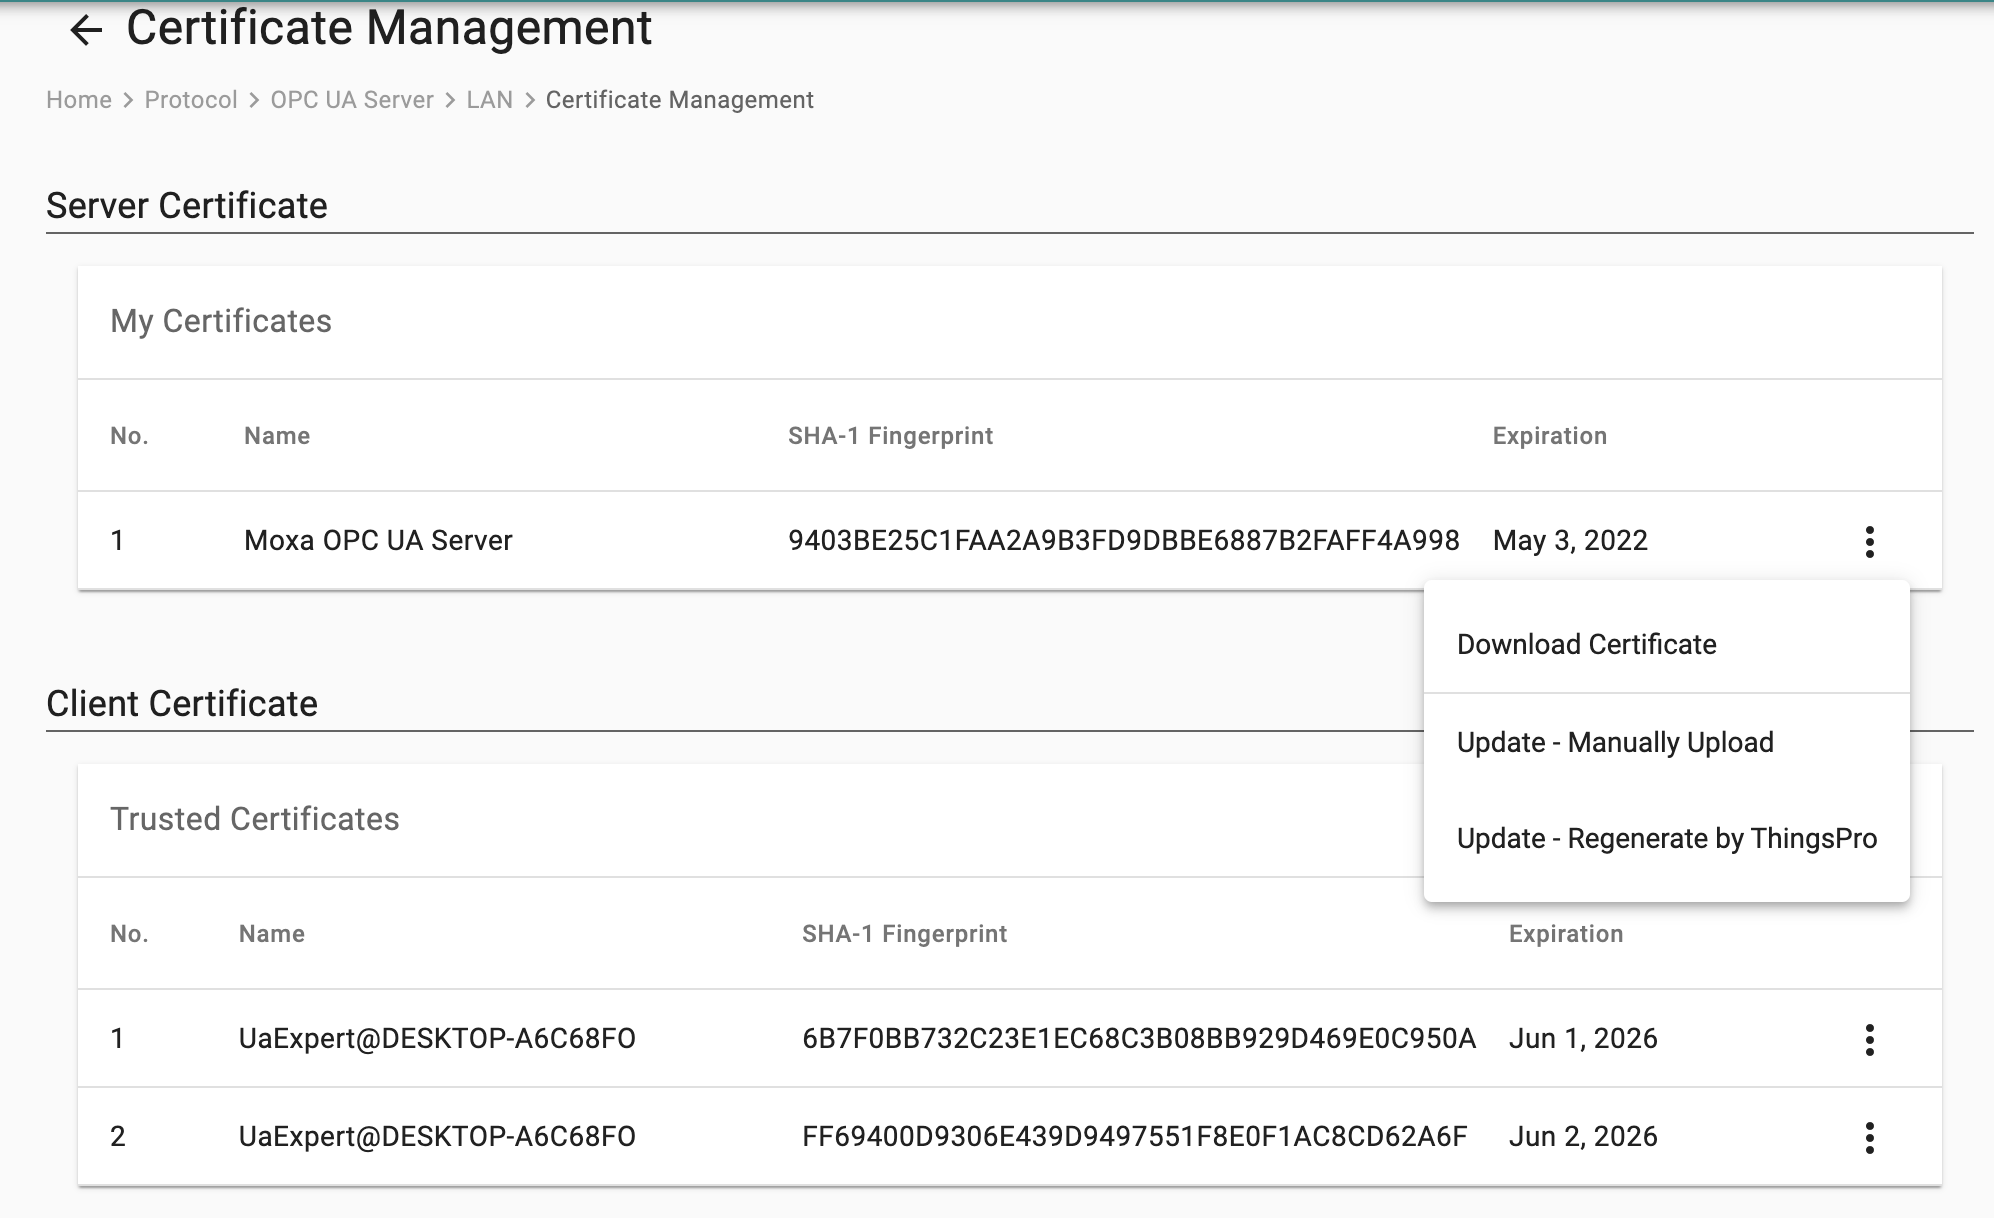 Certificate Management
Home > Protocol > OPC UA Server > LAN > Certificate Management
Server Certificate
My Certificates
No. Name SHA-1 Fingerprint Expiration
1 Moxa OPC UA Server 9403BE25C1FAA2A9B3FD9DBBE6887B2FAFF4A998 May 3, 2022
Download Certificate
Update - Manually Upload
Update - Regenerate by ThingsPro
Client Certificate
Trusted Certificates
No. Name SHA-1 Fingerprint Expiration
1 UaExpert@DESKTOP-A6C68FO 6B7F0BB732C23E1EC68C3B08BB929D469E0C950A Jun 1, 2026
2 UaExpert@DESKTOP-A6C68FO FF69400D9306E439D9497551F8E0F1AC8CD62A6F Jun 2, 2026